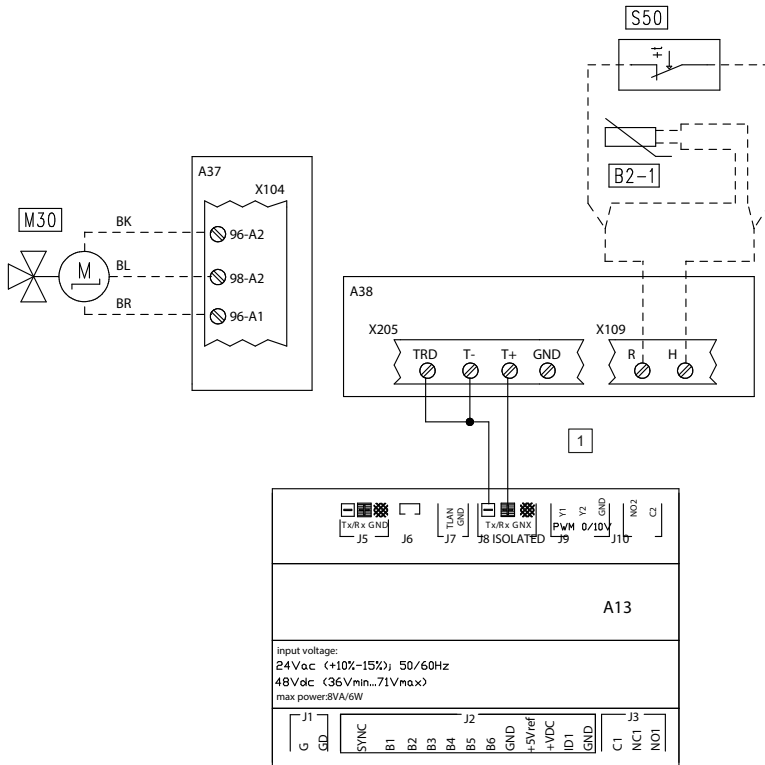 S50
+t
B2-1
A37
X104
M30
BK
96-A2
M
BL
98-A2
BR
96-A1
A38
X205
X109
TRD T- T+ GND
R H
1
Tx/Rx GND
J5
J6
TLAN
GND
J7
Tx/Rx GNX
J8 ISOLATED
Y1
Y2
GND
PWM 0/10V
J9
NO2
C2
J10
A13
input voltage:
24Vac (+10%-15%); 50/60Hz
48Vdc (36Vmin...71Vmax)
max power:8VA/6W
J1
G
GD
J2
SYNC
B1
B2
B3
B4
B5
B6
GND
+5Vref
+VDC
ID1
GND
J3
C1
NC1
NO1